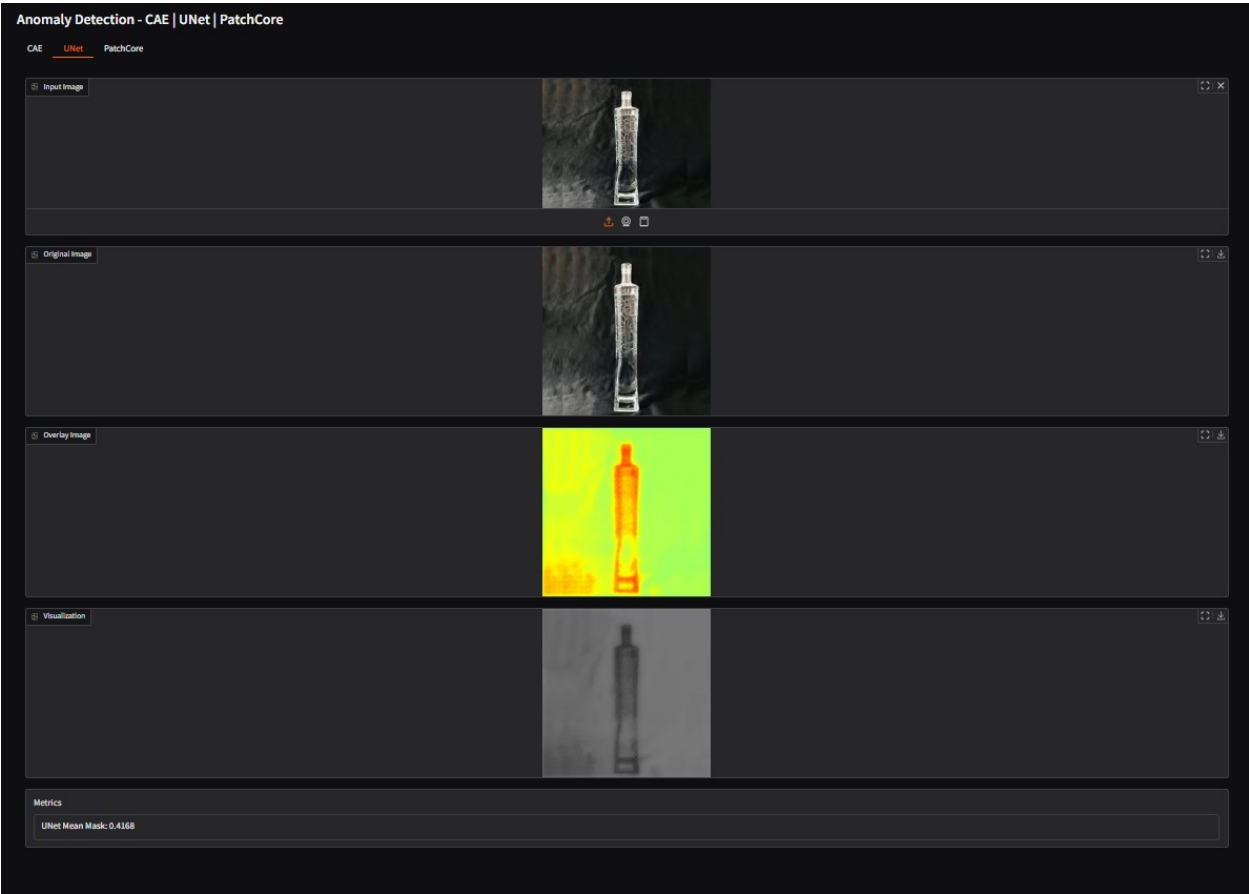 Anomaly Detection - CAE | UNet | PatchCore
CAE UNet PatchCore
Input Image
Original Image
Overlay Image
Visualization
Metrics
UNet Mean Mask: 0.4168